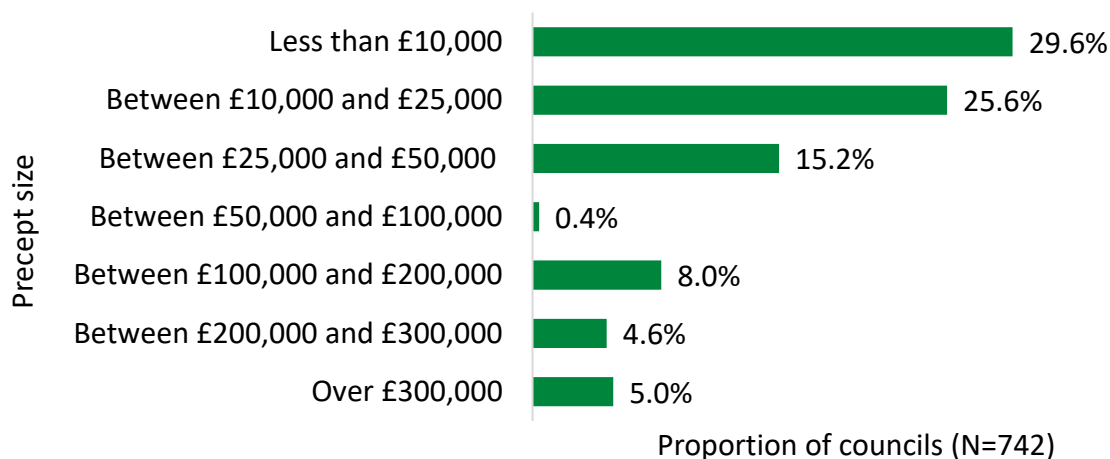 Precept size
Less than £10,000 29.6%
Between £10,000 and £25,000 25.6%
Between £25,000 and £50,000 15.2%
Between £50,000 and £100,000 0.4%
Between £100,000 and £200,000 8.0%
Between £200,000 and £300,000 4.6%
Over £300,000 5.0%
Proportion of councils (N=742)